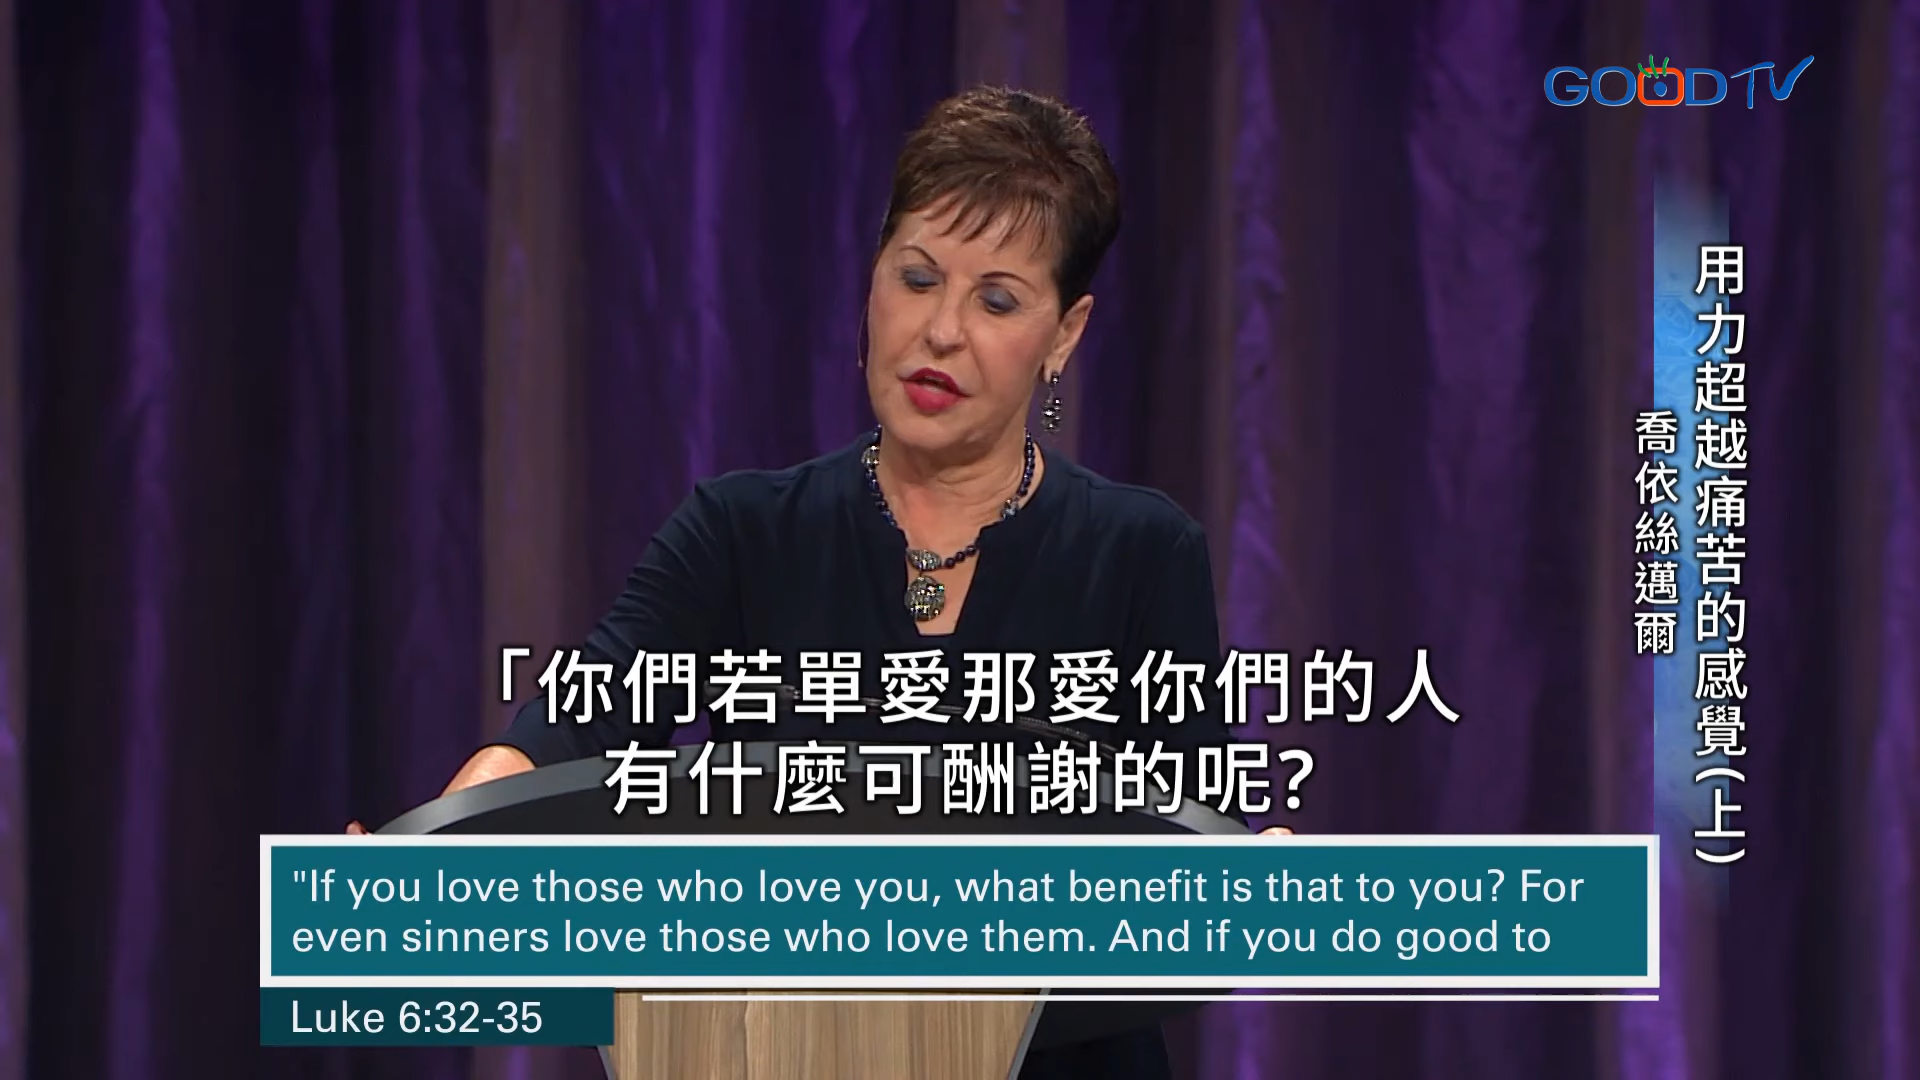 GOODTV
用力超越痛苦的感覺(上)
喬依絲邁爾
「你們若單愛那愛你們的人
有什麼可酬謝的呢?
"If you love those who love you, what benefit is that to you? For
even sinners love those who love them. And if you do good to
Luke 6:32-35